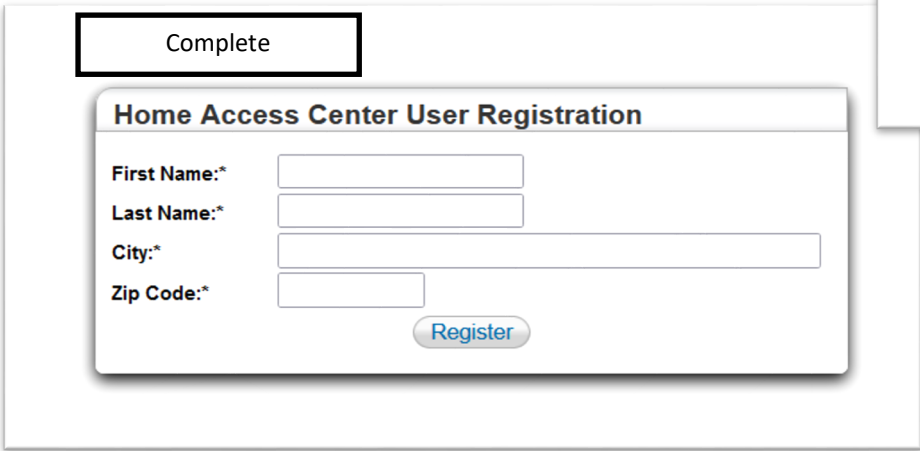 Complete
Home Access Center User Registration
First Name:*
Last Name:*
City:*
Zip Code:*
Register